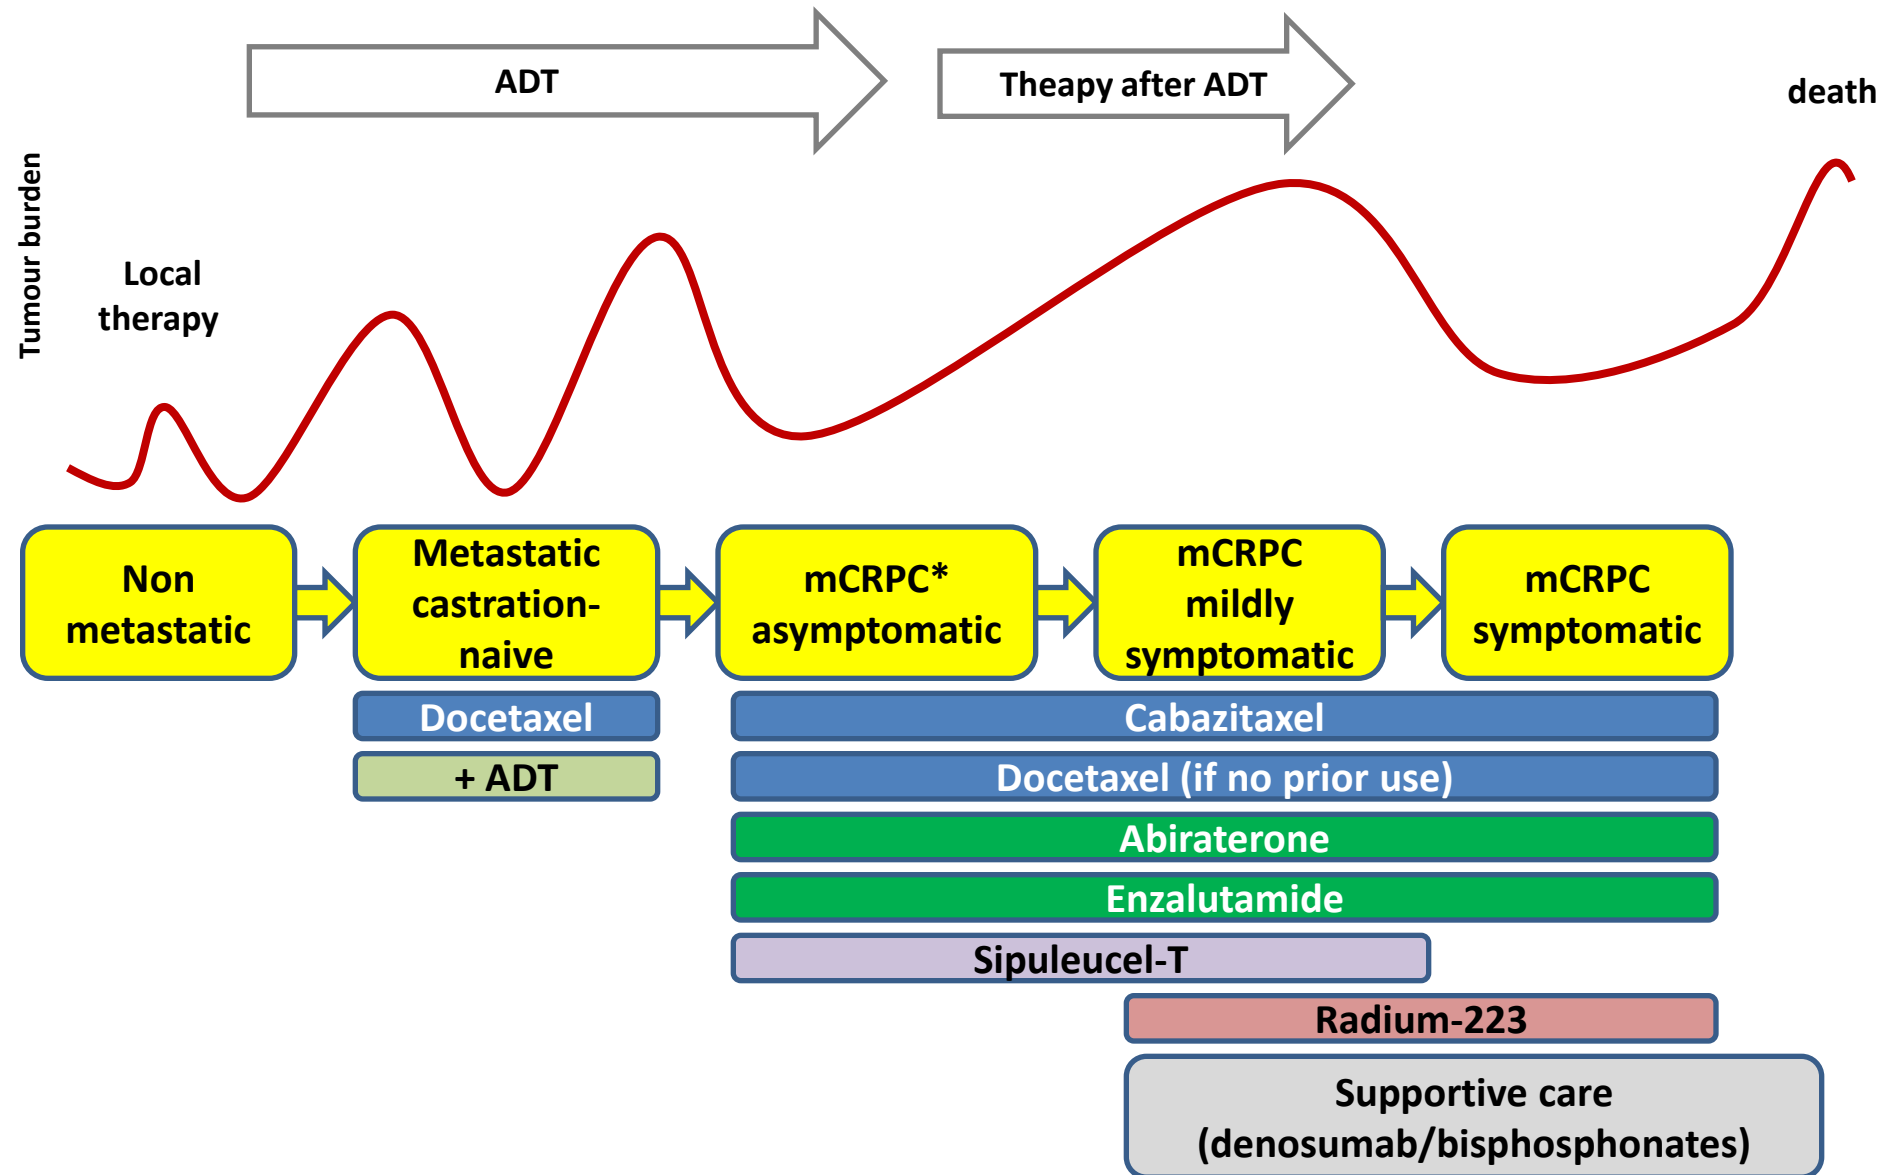 ADT
Theapy after ADT
death
Tumour burden
Local
therapy
Non
metastatic
Metastatic
castration-
naive
mCRPC*
asymptomatic
mCRPC
mildly
symptomatic
mCRPC
symptomatic
Docetaxel
+ ADT
Cabazitaxel
Docetaxel (if no prior use)
Abiraterone
Enzalutamide
Sipuleucel-T
Radium-223
Supportive care
(denosumab/bisphosphonates)